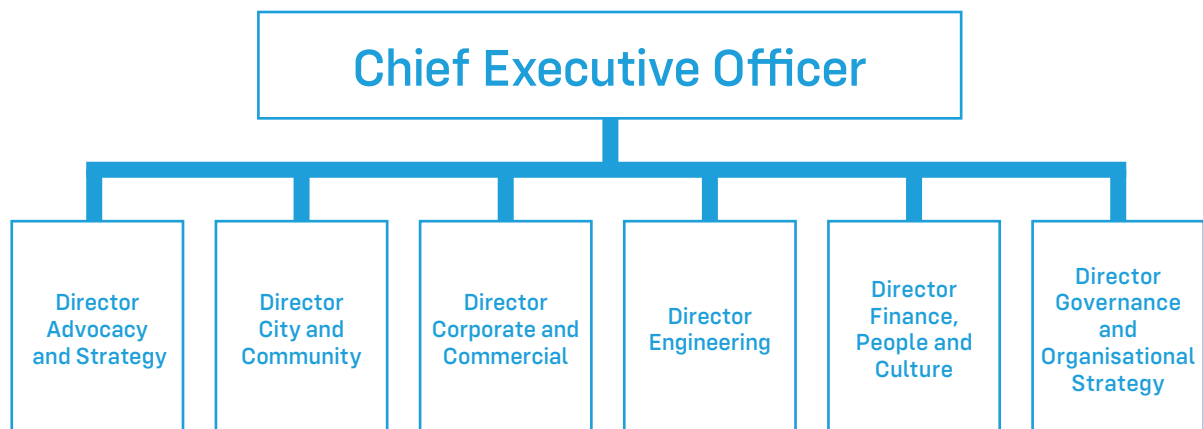 Chief Executive Officer
Director
Advocacy
and Strategy
Director
City and
Community
Director
Corporate and
Commercial
Director
Engineering
Director
Finance,
People and
Culture
Director
Governance
and
Organisational
Strategy